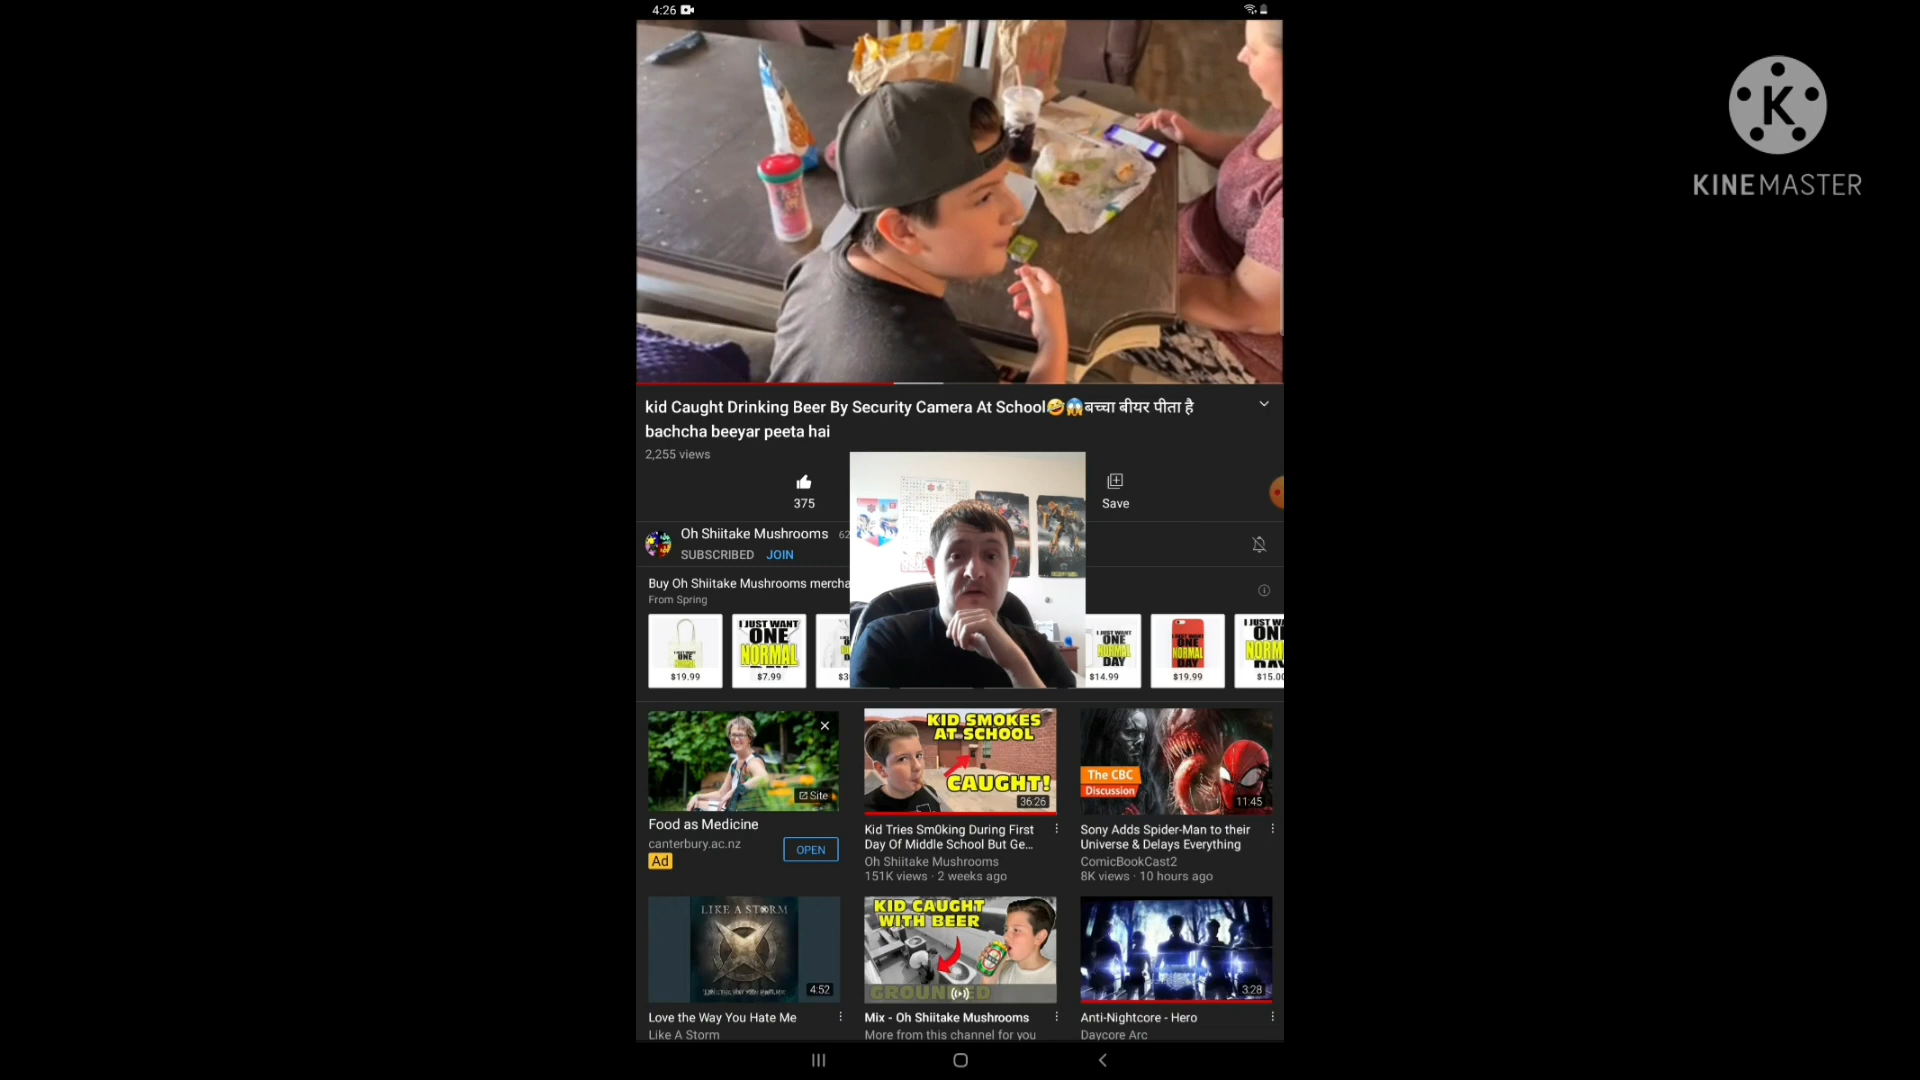 4:26
KINEMASTER
kid Caught Drinking Beer By Security Camera At School🤣😱बच्चा बीयर पीता है
bachcha beeyar peeta hai
2,255 views
375
Save
Oh Shiitake Mushrooms 62
SUBSCRIBED JOIN
Buy Oh Shiitake Mushrooms mercha
From Spring
I JUST WANT
ONE
NORMAL
DAY
$19.99
$7.99
$3
$14.99
$19.99
$15.00
KID SMOKES
AT SCHOOL
CAUGHT!
36:26
The CBC
Discussion
11:45
Site
Food as Medicine
canterbury.ac.nz
Ad
OPEN
Kid Tries Sm0king During First
Day Of Middle School But Ge...
Oh Shiitake Mushrooms
151K views · 2 weeks ago
Sony Adds Spider-Man to their
Universe & Delays Everything
ComicBookCast2
8K views · 10 hours ago
LIKE A STORM
4:52
KID CAUGHT
WITH BEER
GROUNDED
3:28
Love the Way You Hate Me
Like A Storm
Mix - Oh Shiitake Mushrooms
More from this channel for you
Anti-Nightcore - Hero
Daycore Arc